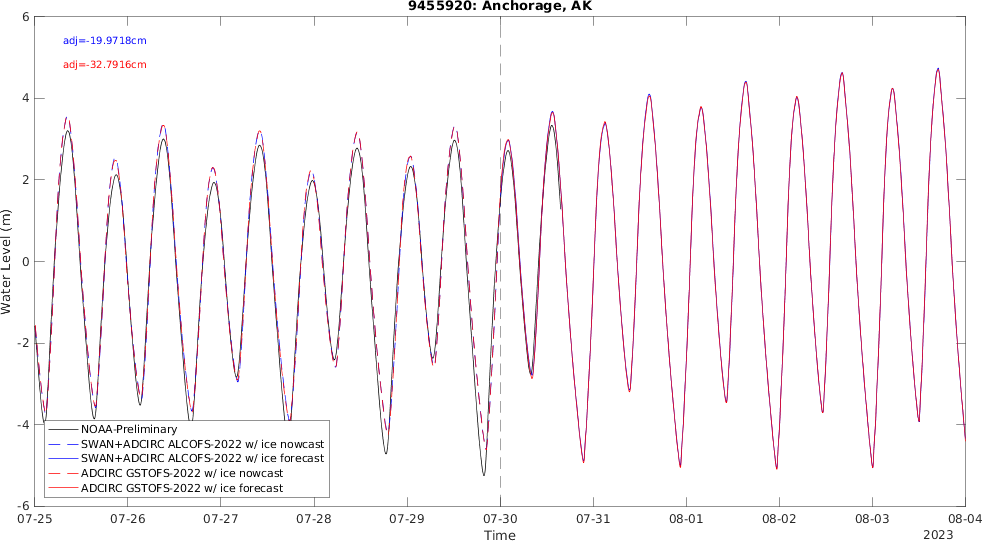 9455920: Anchorage, AK
adj=-19.9718cm
adj=-32.7916cm
6
4
2
0
-2
-4
-6
Water Level (m)
NOAA-Preliminary
SWAN+ADCIRC ALCOFS-2022 w/ ice nowcast
SWAN+ADCIRC ALCOFS-2022 w/ ice forecast
ADCIRC GSTOFS-2022 w/ ice nowcast
ADCIRC GSTOFS-2022 w/ ice forecast
07-25 07-26 07-27 07-28 07-29 07-30 07-31 08-01 08-02 08-03 08-04
Time
2023